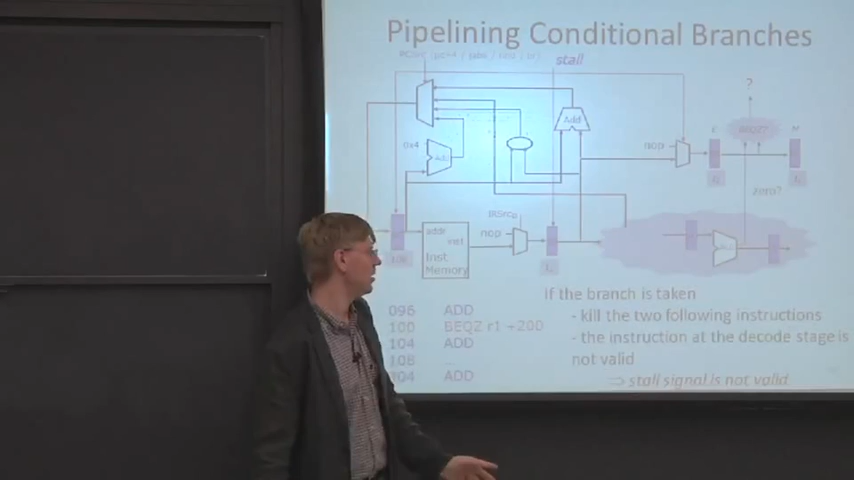 Pipelining Conditional Branches
stall
?
Add
E
M
BEQZ?
nop
0x4
Add
zero?
IRSrcD
addr
nop
inst
Inst
Memory
If the branch is taken
096 ADD
- kill the two following instructions
100 BEQZ r1 +200
- the instruction at the decode stage is
104 ADD
not valid
108
304 ADD
⇒ stall signal is not valid